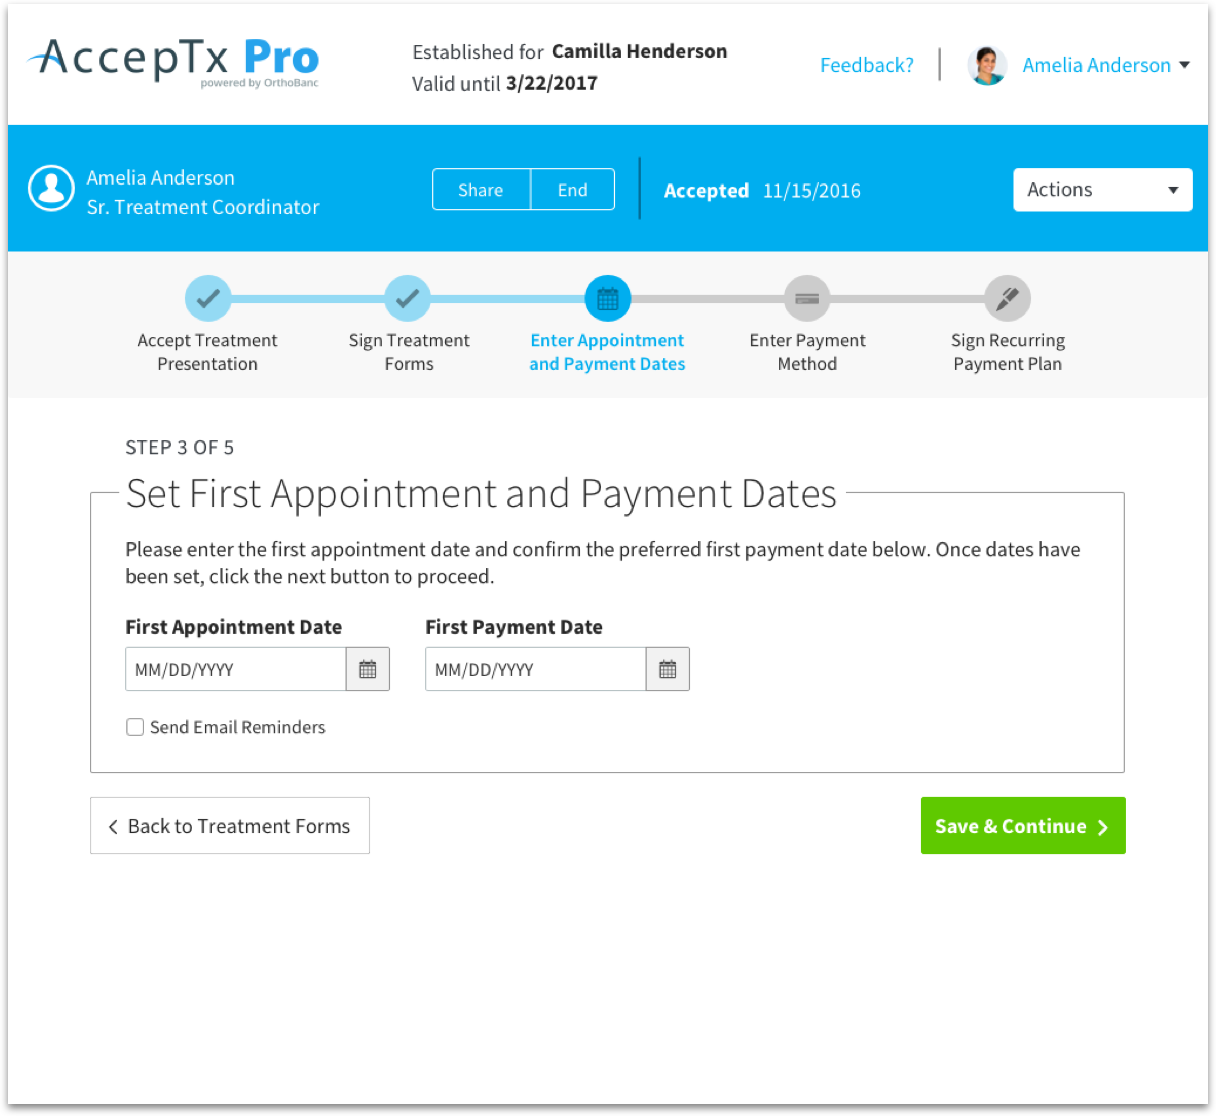 AccepTx Pro
powered by OrthoBanc
Established for Camilla Henderson
Valid until 3/22/2017
Feedback?
Amelia Anderson
Amelia Anderson
Sr. Treatment Coordinator
Share
End
Accepted 11/15/2016
Actions
Accept Treatment
Presentation
Sign Treatment
Forms
Enter Appointment
and Payment Dates
Enter Payment
Method
Sign Recurring
Payment Plan
STEP 3 OF 5
Set First Appointment and Payment Dates
Please enter the first appointment date and confirm the preferred first payment date below. Once dates have
been set, click the next button to proceed.
First Appointment Date
First Payment Date
MM/DD/YYYY
MM/DD/YYYY
Send Email Reminders
Back to Treatment Forms
Save & Continue